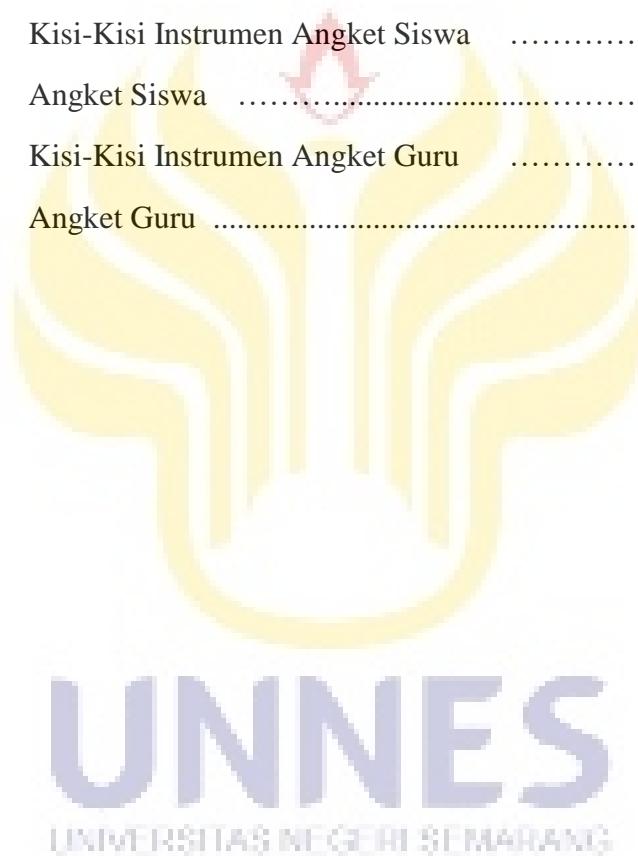 Kisi-Kisi Instrumen Angket Siswa ………….
Angket Siswa ……….............................………
Kisi-Kisi Instrumen Angket Guru ………….
Angket Guru ....................................................
UNNES
UNIVERSITAS NEGERI SEMARANG